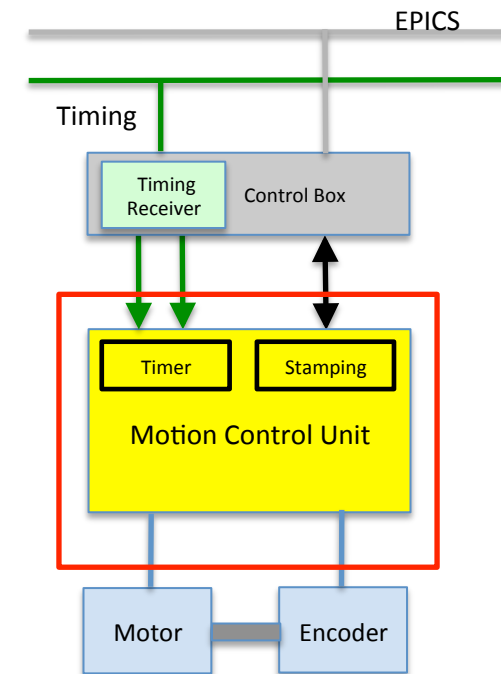 EPICS
Timing
Timing
Receiver
Control Box
Timer
Stamping
Motion Control Unit
Motor
Encoder